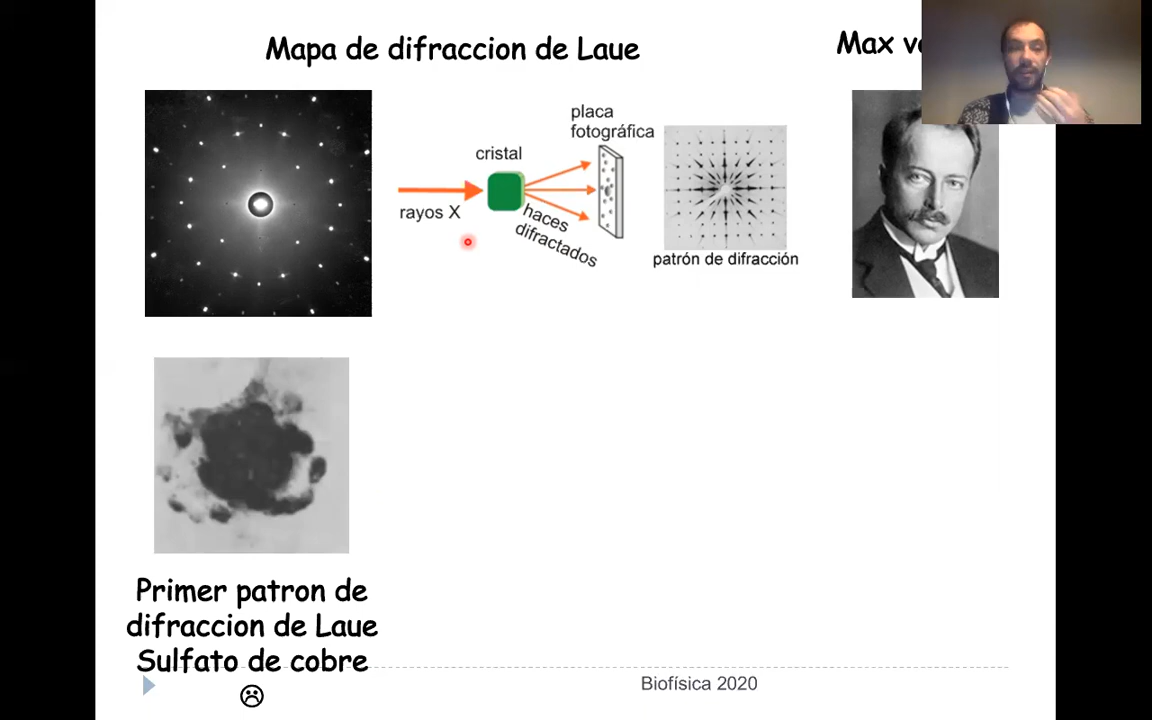 Mapa de difraccion de Laue
Max
placa
fotográfica
cristal
rayos X
haces
difractados
patrón de difracción
Primer patron de
difraccion de Laue
Sulfato de cobre
☹
Biofísica 2020